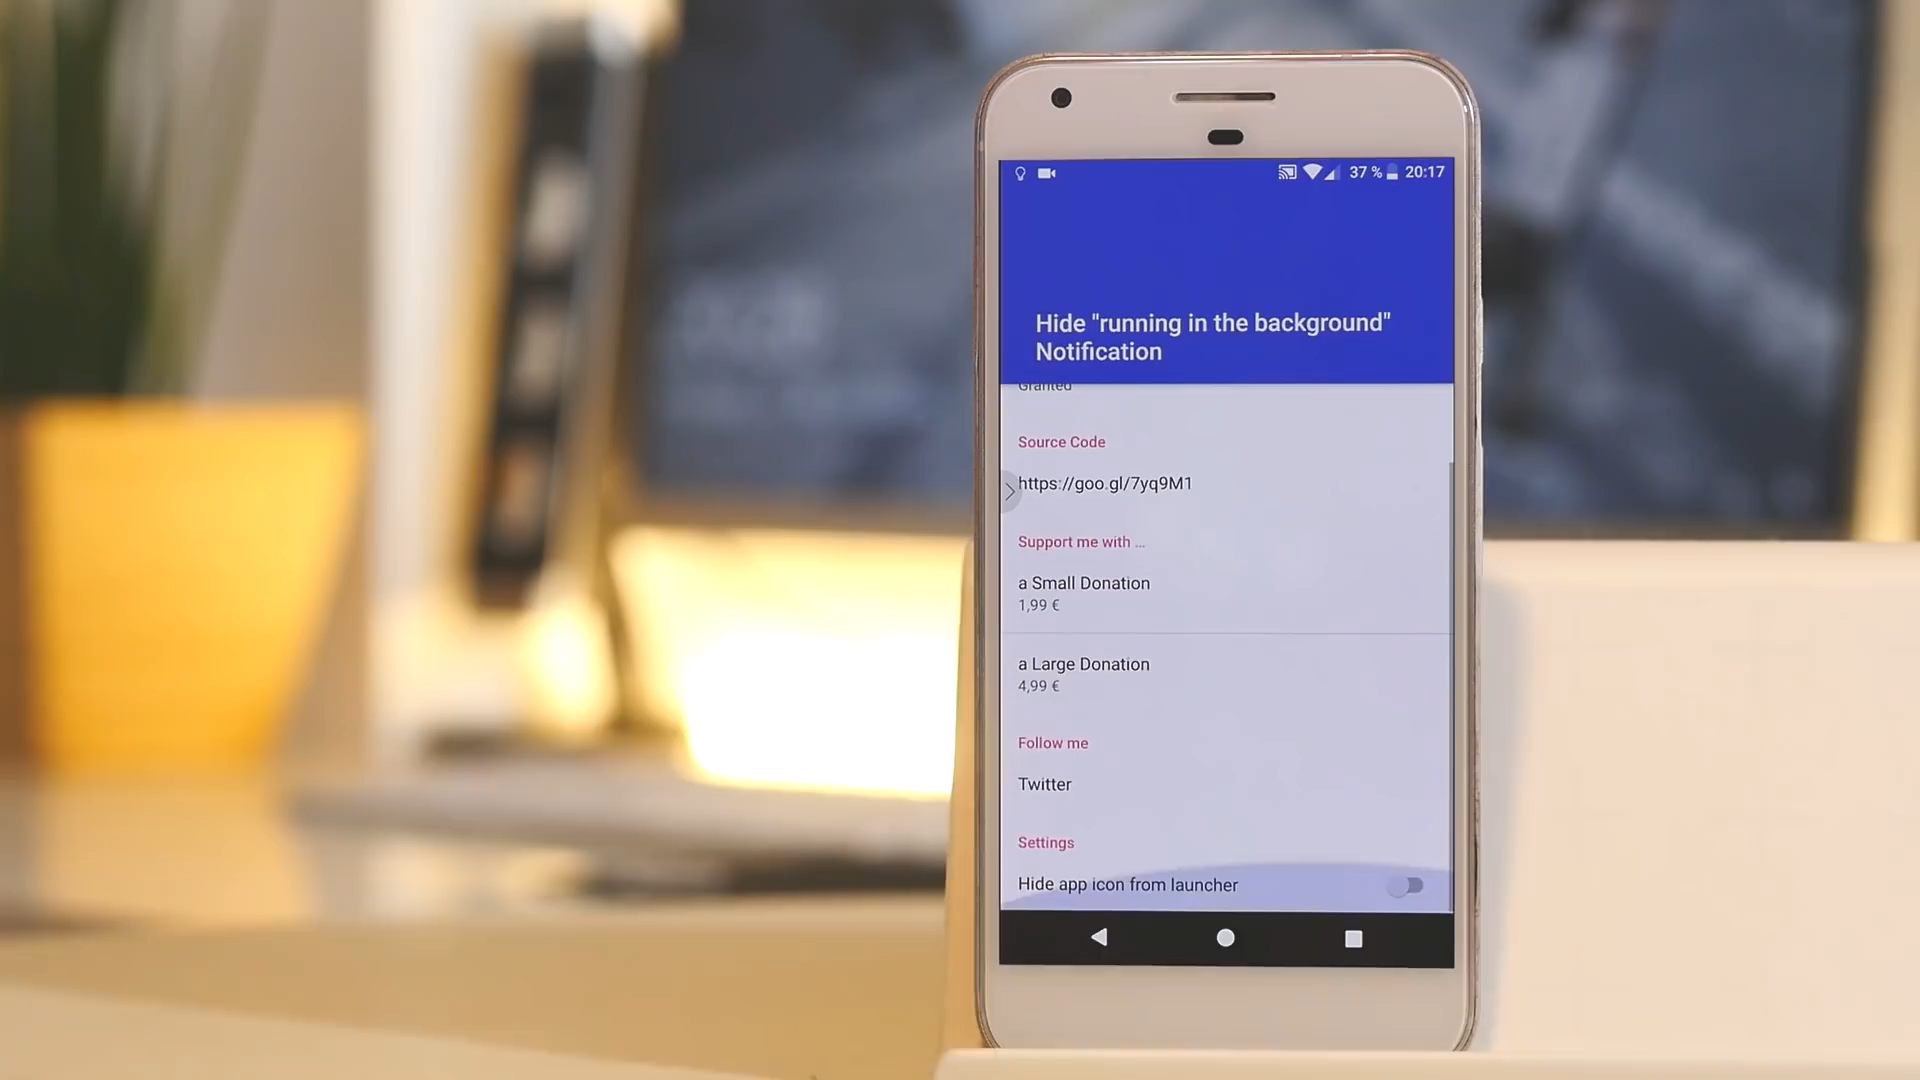 37 % 20:17
Hide "running in the background"
Notification
Granted
Source Code
https://goo.gl/7yq9M1
Support me with ...
a Small Donation
1,99 €
a Large Donation
4,99 €
Follow me
Twitter
Settings
Hide app icon from launcher